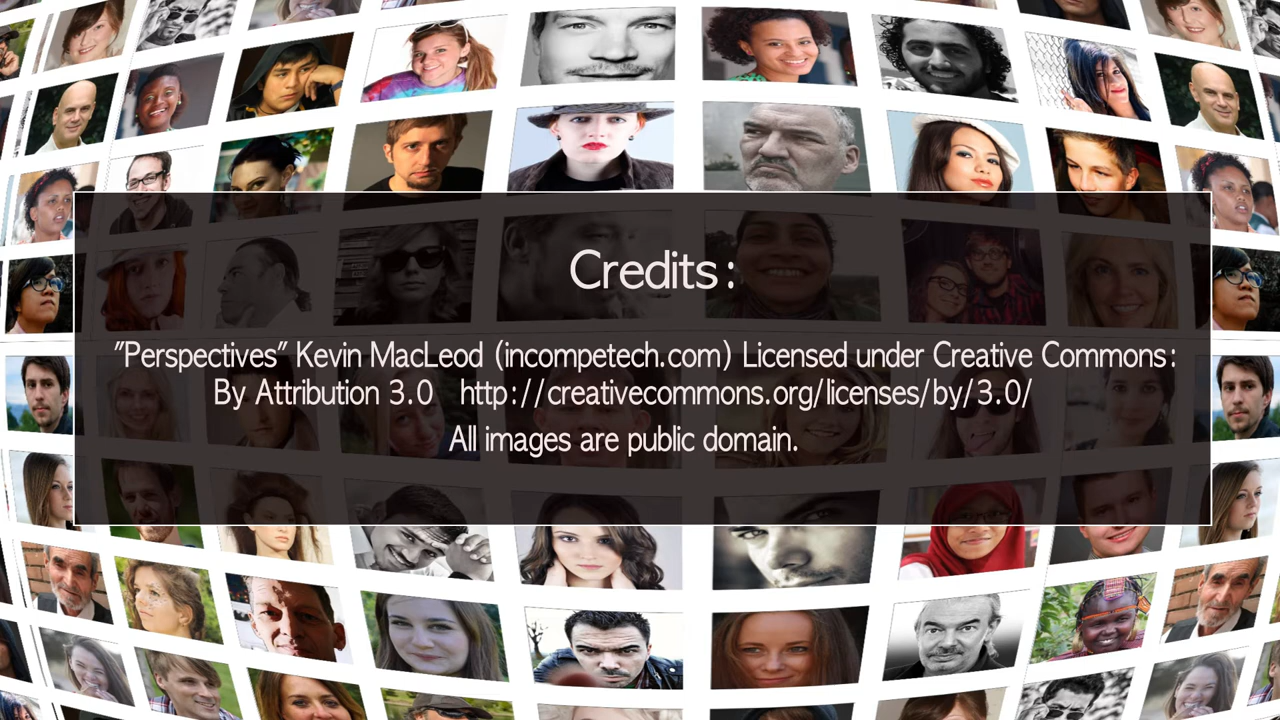 Credits:
"Perspectives" Kevin MacLeod (incompetech.com) Licensed under Creative Commons:
By Attribution 3.0 http://creativecommons.org/licenses/by/3.0/
All images are public domain.